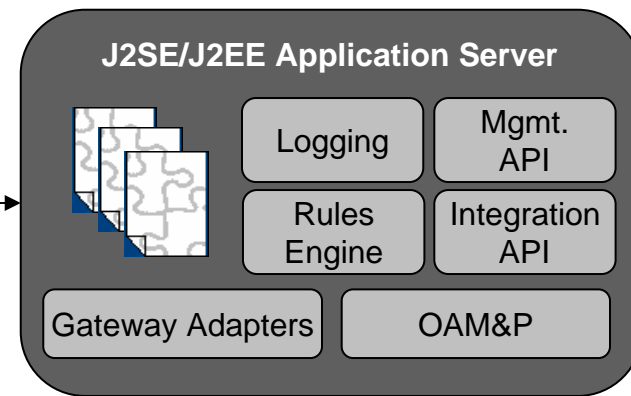 J2SE/J2EE Application Server
Logging
Mgmt.
API
Rules
Engine
Integration
API
Gateway Adapters
OAM&P